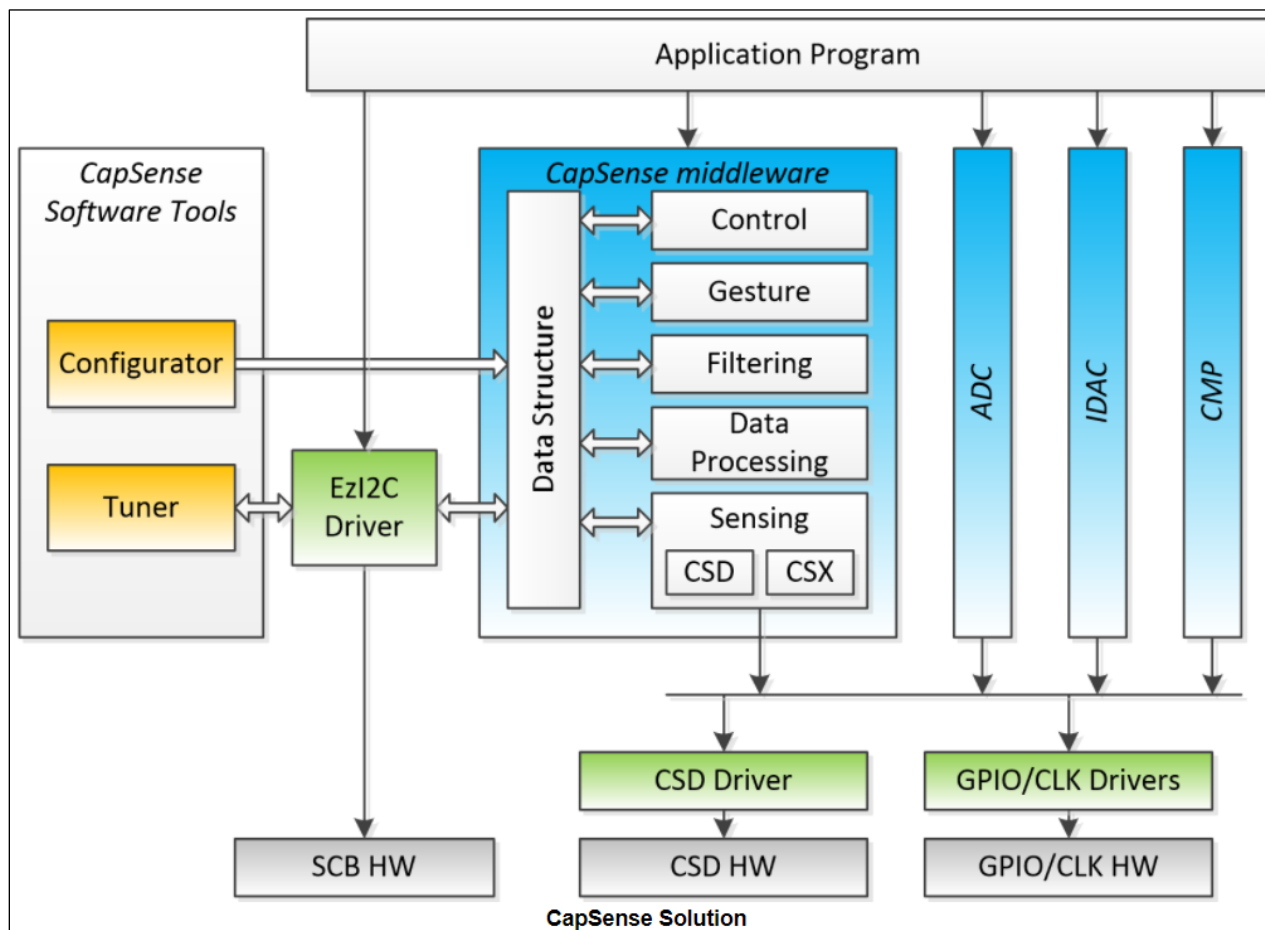 Application Program
CapSense
Software Tools
Configurator
Tuner
EzI2C
Driver
CapSense middleware
Data Structure
Control
Gesture
Filtering
Data
Processing
Sensing
CSD
CSX
ADC
IDAC
CMP
CSD Driver
GPIO/CLK Drivers
SCB HW
CSD HW
GPIO/CLK HW
CapSense Solution